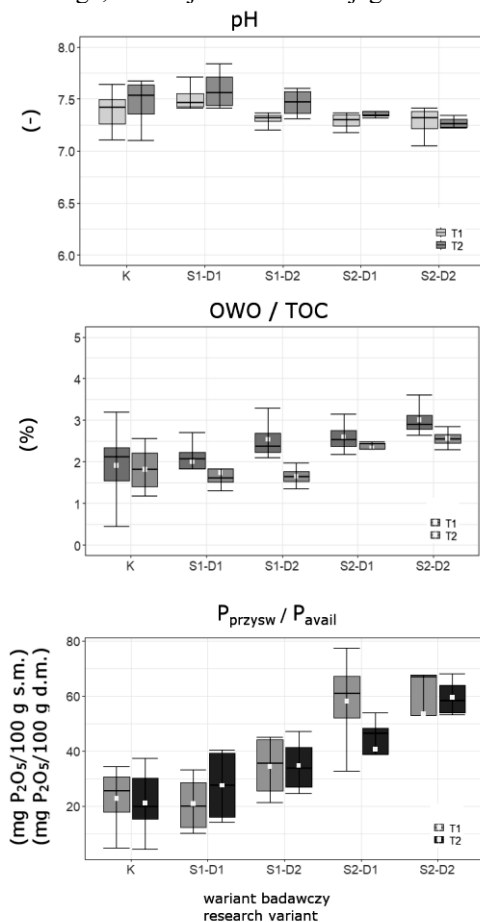 pH
8.0
7.5
7.0
6.5
6.0
(-)
T1
T2
K S1-D1 S1-D2 S2-D1 S2-D2
OWO / TOC
5
4
3
2
1
0
(%)
T1
T2
K S1-D1 S1-D2 S2-D1 S2-D2
Pprzysw / Pavail
80
60
40
20
(mg P₂O₅/100 g s.m.)
(mg P₂O₅/100 g d.m.)
T1
T2
K S1-D1 S1-D2 S2-D1 S2-D2
wariant badawczy
research variant